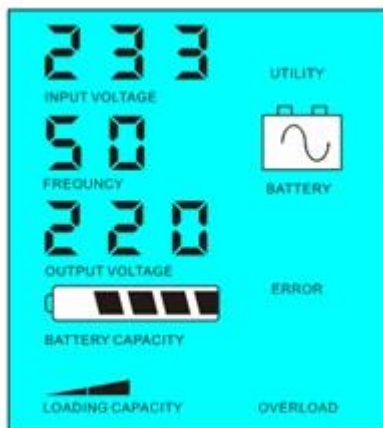 233
UTILITY
INPUT VOLTAGE
50
FREQUNCY
BATTERY
220
OUTPUT VOLTAGE
ERROR
BATTERY CAPACITY
LOADING CAPACITY
OVERLOAD